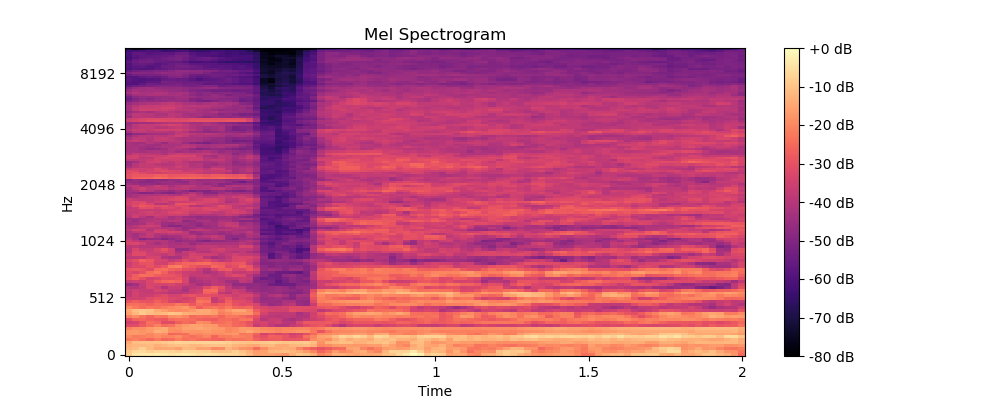 Mel Spectrogram
Hz
8192
4096
2048
1024
512
0
0 0.5 1 1.5 2
Time
+0 dB
-10 dB
-20 dB
-30 dB
-40 dB
-50 dB
-60 dB
-70 dB
-80 dB